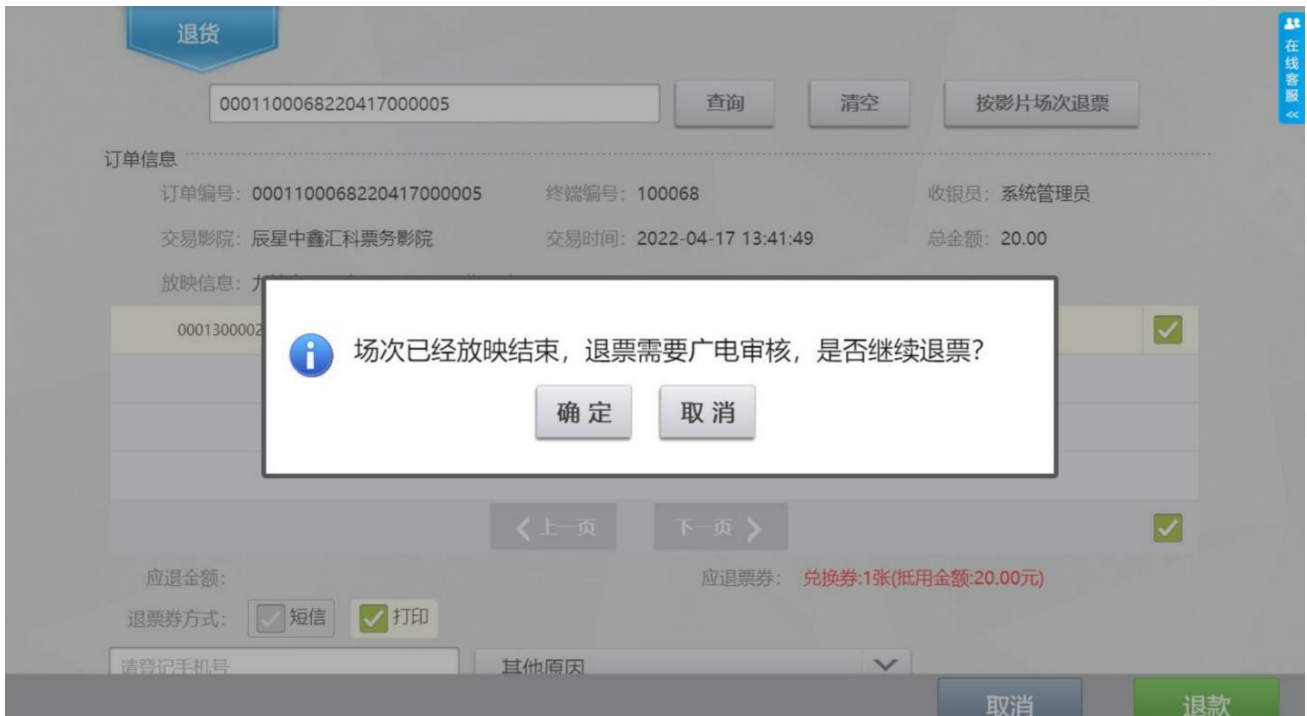 退货
在线客服
0001100068220417000005 查询 清空 按影片场次退票
订单信息
订单编号：0001100068220417000005 终端编号：100068 收银员：系统管理员
交易影院：辰星中鑫汇科票务影院 交易时间：2022-04-17 13:41:49 总金额：20.00
放映信息：
0001300002
场次已经放映结束，退票需要广电审核，是否继续退票？
确定 取消
上一页 下一页
应退金额： 应退票券： 兑换券:1张(抵用金额:20.00元)
退票券方式： 短信 打印
请登记手机号 其他原因
取消 退款